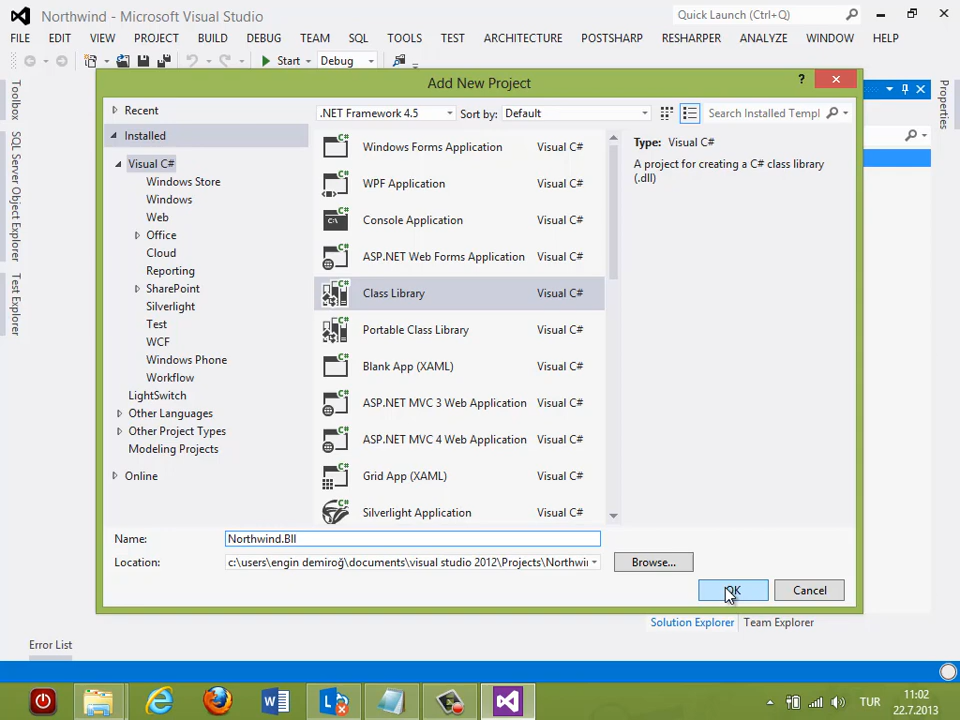 Northwind - Microsoft Visual Studio
Quick Launch (Ctrl+Q)
FILE EDIT VIEW PROJECT BUILD DEBUG TEAM SQL TOOLS TEST ARCHITECTURE POSTSHARP RESHARPER ANALYZE WINDOW HELP
Start Debug
Toolbox
SQL Server Object Explorer
Test Explorer
Properties
Add New Project
?
Recent
.NET Framework 4.5
Sort by: Default
Search Installed Templ
Installed
Visual C#
Windows Store
Windows
Web
Office
Cloud
Reporting
SharePoint
Silverlight
Test
WCF
Windows Phone
Workflow
LightSwitch
Other Languages
Other Project Types
Modeling Projects
Online
Windows Forms Application Visual C#
WPF Application Visual C#
Console Application Visual C#
ASP.NET Web Forms Application Visual C#
Class Library Visual C#
Portable Class Library Visual C#
Blank App (XAML) Visual C#
ASP.NET MVC 3 Web Application Visual C#
ASP.NET MVC 4 Web Application Visual C#
Grid App (XAML) Visual C#
Silverlight Application Visual C#
Type: Visual C#
A project for creating a C# class library
(.dll)
Name: Northwind.Bll
Location: c:\users\engin demiroğ\documents\visual studio 2012\Projects\Northwi
Browse...
OK
Cancel
Solution Explorer Team Explorer
Error List
TUR
11:02
22.7.2013